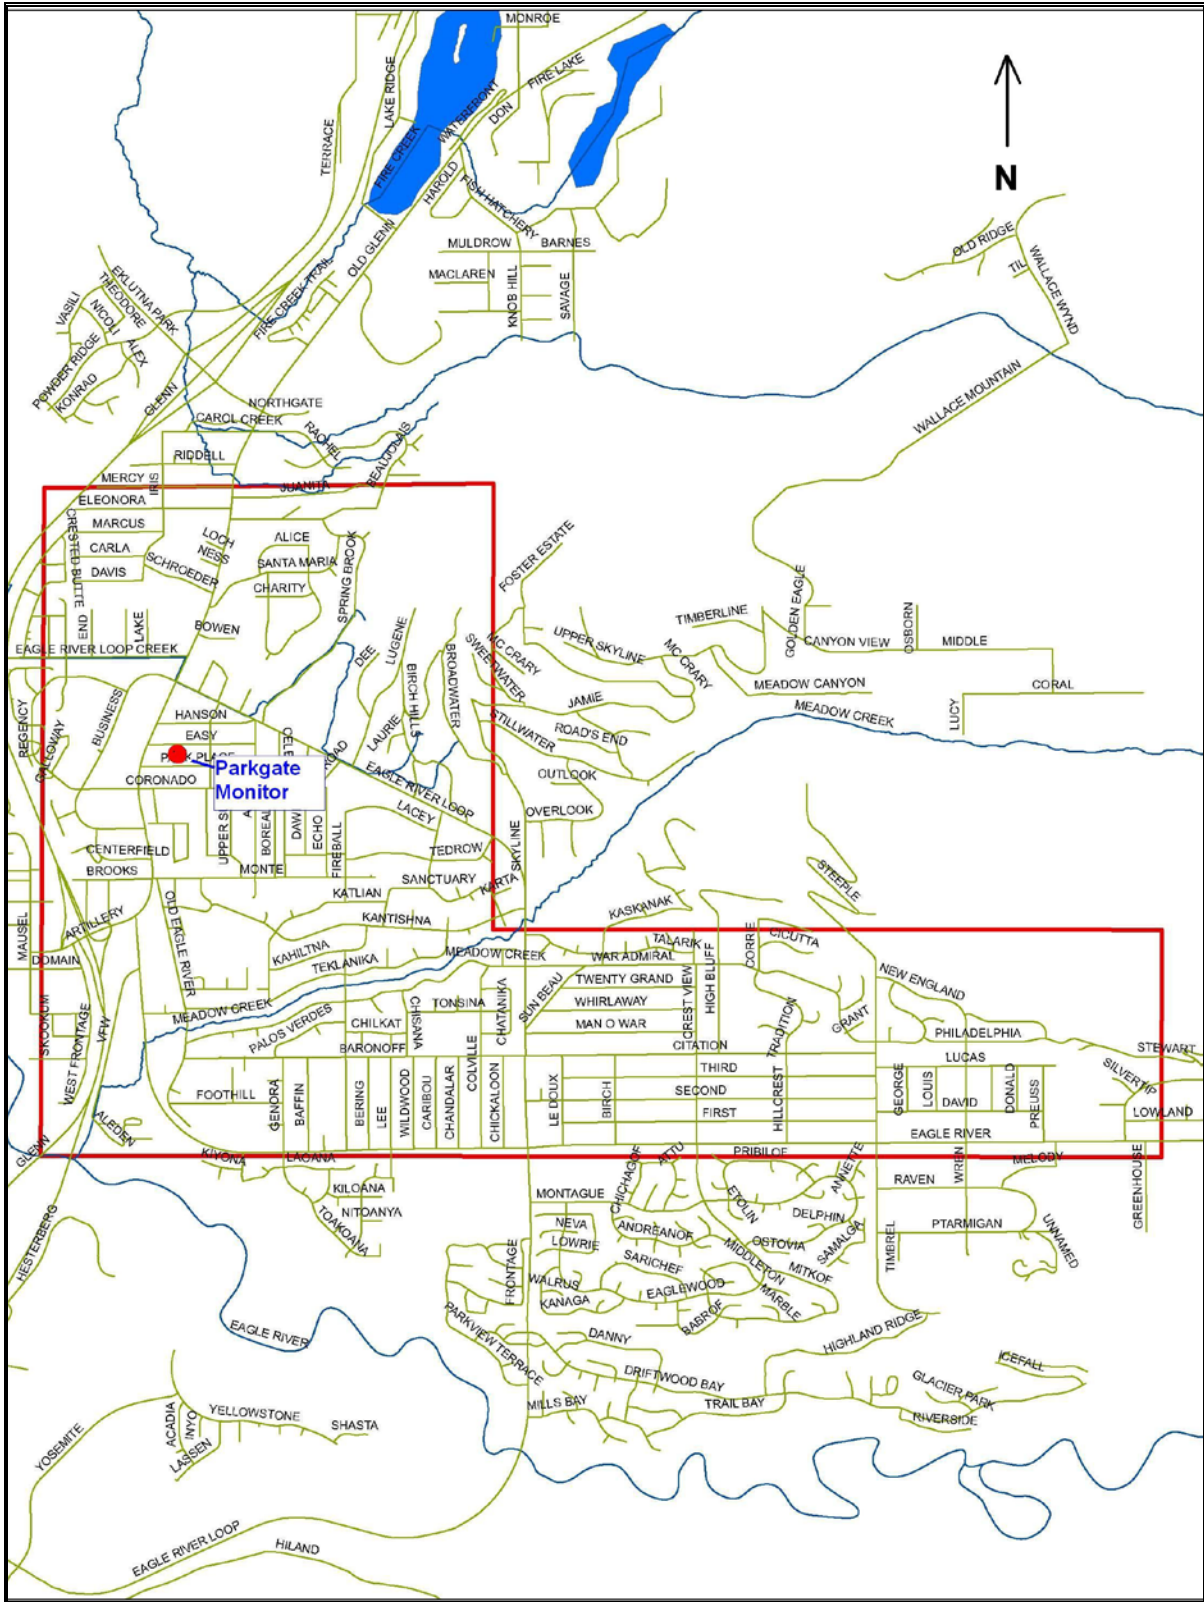 MONROE
LAKE RIDGE
FIRE LAKE
WATERFRONT
DON
TERRACE
FIRE CREEK
HAROLD
FISH HATCHERY
N
OLD GLENN
MULDROW
BARNES
OLD RIDGE
WALLACE WYND
TIL
MACLAREN
KNOB HILL
SAVAGE
FIRE CREEK TRAIL
EKLUTNA PARK
THEODORE
VASILI
NICOLI
ALEX
POWDER RIDGE
KONRAD
GLENN
NORTHGATE
CAROL CREEK
WALLACE MOUNTAIN
RACHEL
BEAUJOLAIS
RIDDELL
MERCY
IRIS
JUANITA
ELEONORA
CRESTED BUTTE
MARCUS
LOCH
NESS
ALICE
SPRING BROOK
FOSTER ESTATE
CARLA
SCHROEDER
SANTA MARIA
DAVIS
CHARITY
GOLDEN EAGLE
TIMBERLINE
END
LAKE
BOWEN
LUGENE
BROADWATER
SWEETWATER
MC CRARY
UPPER SKYLINE
MC CRARY
CANYON VIEW
OSBORN
MIDDLE
EAGLE RIVER LOOP CREEK
DEE
BIRCH HILLS
MEADOW CANYON
CORAL
LUCY
MEADOW CREEK
JAMIE
REGENCY
GALLOWAY
BUSINESS
HANSON
EASY
LAURIE
STILLWATER
ROAD'S END
ROAD
Parkgate
Monitor
CORONADO
EAGLE RIVER LOOP
OUTLOOK
LACEY
OVERLOOK
ECHO
FIREBALL
CENTERFIELD
BROOKS
MONTE
TEDROW
SKYLINE
SANCTUARY
KARTA
STEEPLE
KATLIAN
KANTISHNA
KASKANAK
OLD EAGLE RIVER
ARTILLERY
MAUSEL
DOMAIN
KAHILTNA
TEKLANIKA
MEADOW CREEK
WAR ADMIRAL
TALARIK
HIGH BLUFF
CORRIE
CICUTTA
TWENTY GRAND
NEW ENGLAND
MEADOW CREEK
SUN BEAU
WHIRLAWAY
CREST VIEW
TONSINA
CHATANIKA
CHISANA
CHILKAT
PALOS VERDES
MAN O WAR
TRADITION
GRANT
PHILADELPHIA
SKOOKUM
WEST FRONTAGE
VFW
BARONOFF
CITATION
LUCAS
STEWART
SILVERTIP
COLVILLE
THIRD
FOOTHILL
GENORA
BAFFIN
BERING
LEE
WILDWOOD
CARIBOU
CHANDALAR
CHICKALOON
LE DOUX
BIRCH
SECOND
FIRST
HILLCREST
GEORGE
LOUIS
DAVID
DONALD
PREUSS
LOWLAND
ALEDEN
EAGLE RIVER
GLENN
KIYONA
LACANA
CHICHAGOF
ATTU
PRIBILOF
ANNETTE
WREN
GREENHOUSE
RAVEN
KILOANA
NITOANYA
TOAKOANA
MONTAGUE
ETOLIN
DELPHIN
HESTERBERG
NEVA
LOWRIE
ANDREANOF
MIDDLETON
OSTOVIA
SAMALGA
TIMBREL
PTARMIGAN
UNNAMED
FRONTAGE
SARICHEF
MITKOF
WALRUS
KANAGA
EAGLEWOOD
MARBLE
EAGLE RIVER
PARKVIEW TERRACE
DANNY
HIGHLAND RIDGE
ICEFALL
DRIFTWOOD BAY
GLACIER PARK
MILLS BAY
TRAIL BAY
RIVERSIDE
ACADIA
INYO
YELLOWSTONE
SHASTA
YOSEMITE
LASSEN
EAGLE RIVER LOOP
HILAND